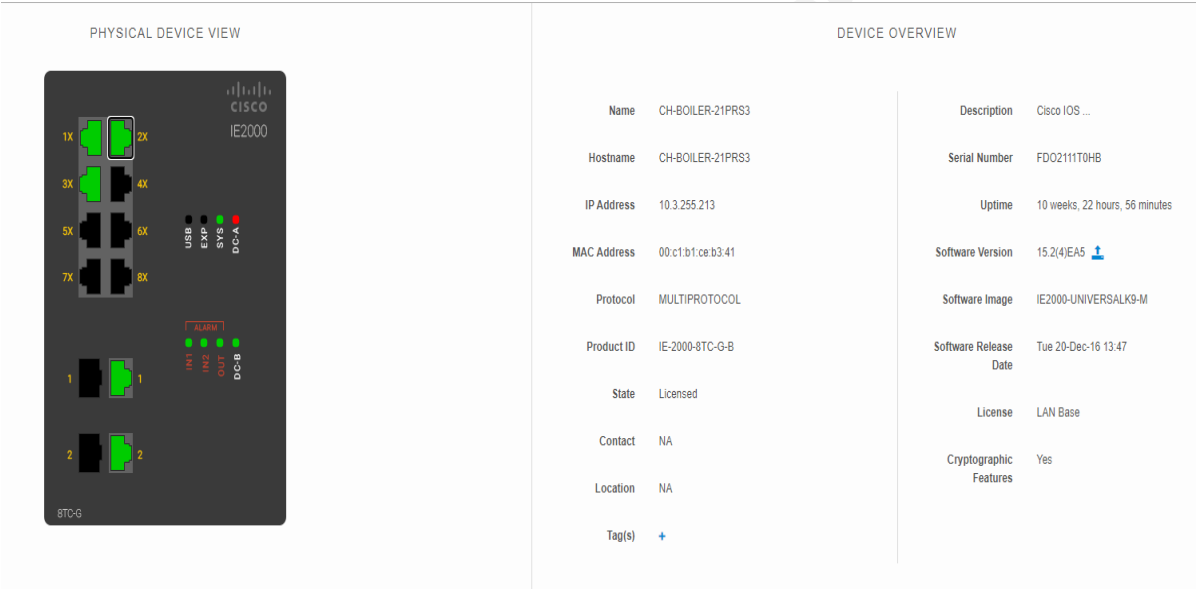 PHYSICAL DEVICE VIEW
CISCO
IE2000
1X
2X
3X
4X
5X
6X
7X
8X
USB
EXP
SYS
DC-A
ALARM
IN1
IN2
OUT
DC-B
1
1
2
2
8TC-G
DEVICE OVERVIEW
Name CH-BOILER-21PRS3
Hostname CH-BOILER-21PRS3
IP Address 10.3.255.213
MAC Address 00:c1:b1:ce:b3:41
Protocol MULTIPROTOCOL
Product ID IE-2000-8TC-G-B
State Licensed
Contact NA
Location NA
Tag(s) +
Description Cisco IOS ...
Serial Number FDO2111T0HB
Uptime 10 weeks, 22 hours, 56 minutes
Software Version 15.2(4)EA5
Software Image IE2000-UNIVERSALK9-M
Software Release Tue 20-Dec-16 13:47
Date
License LAN Base
Cryptographic Yes
Features